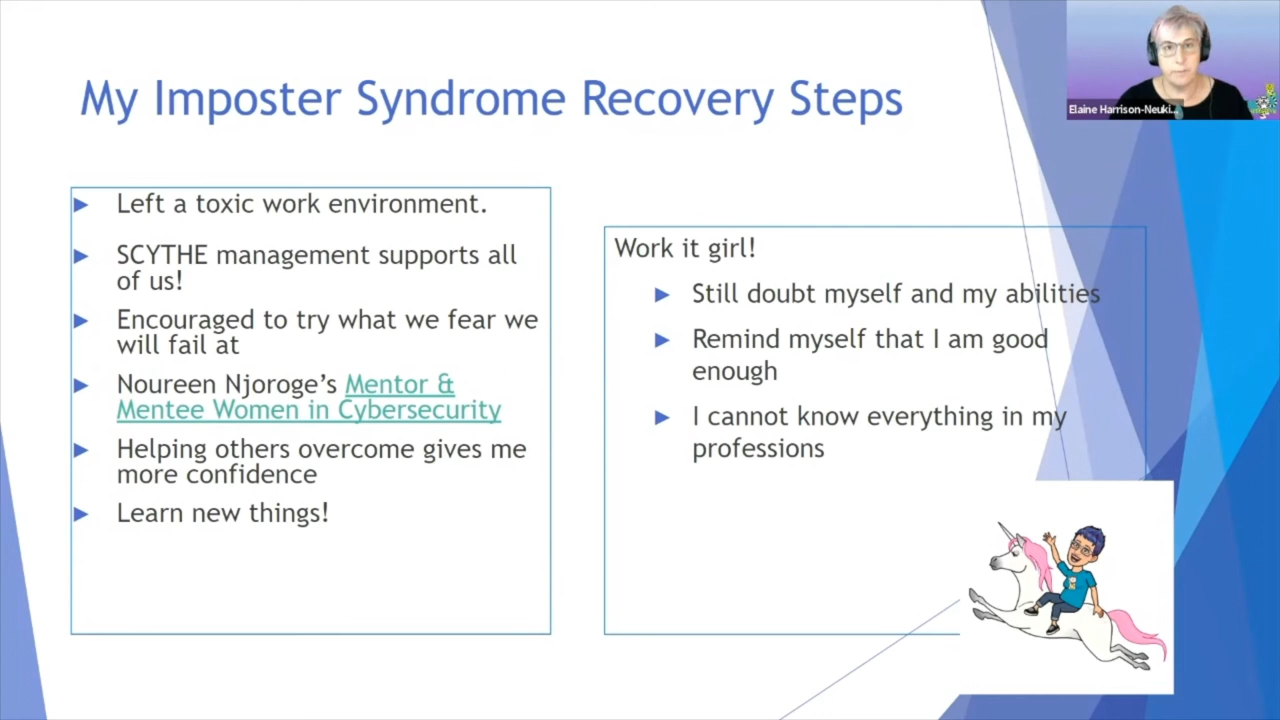 My Imposter Syndrome Recovery Steps
Elaine Harrison-Neuki...
Left a toxic work environment.
SCYTHE management supports all
of us!
Encouraged to try what we fear we
will fail at
Noureen Njoroge’s Mentor &
Mentee Women in Cybersecurity
Helping others overcome gives me
more confidence
Learn new things!
Work it girl!
Still doubt myself and my abilities
Remind myself that I am good
enough
I cannot know everything in my
professions